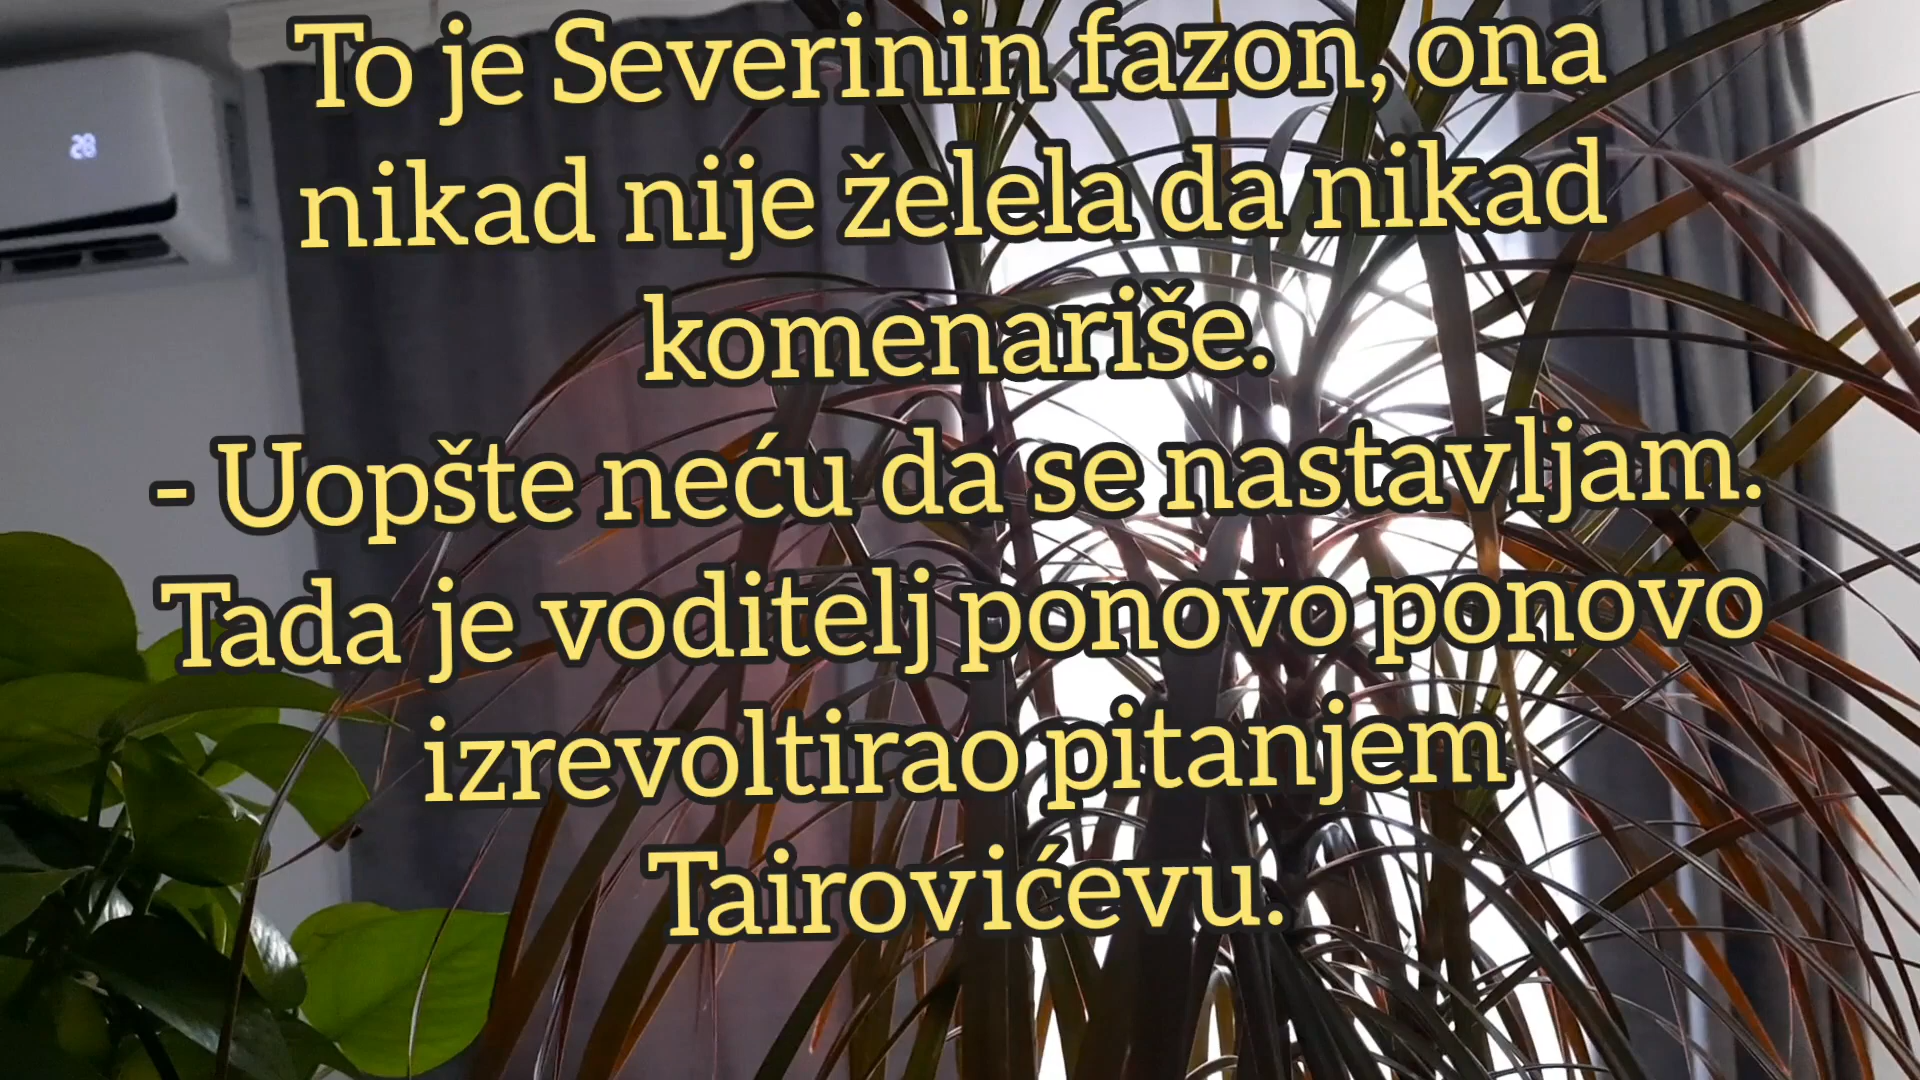 28
To je Severinin fazon, ona
nikad nije želela da nikad
komenariše.
- Uopšte neću da se nastavljam.
Tada je voditelj ponovo ponovo
izrevoltirao pitanjem
Tairovićevu.